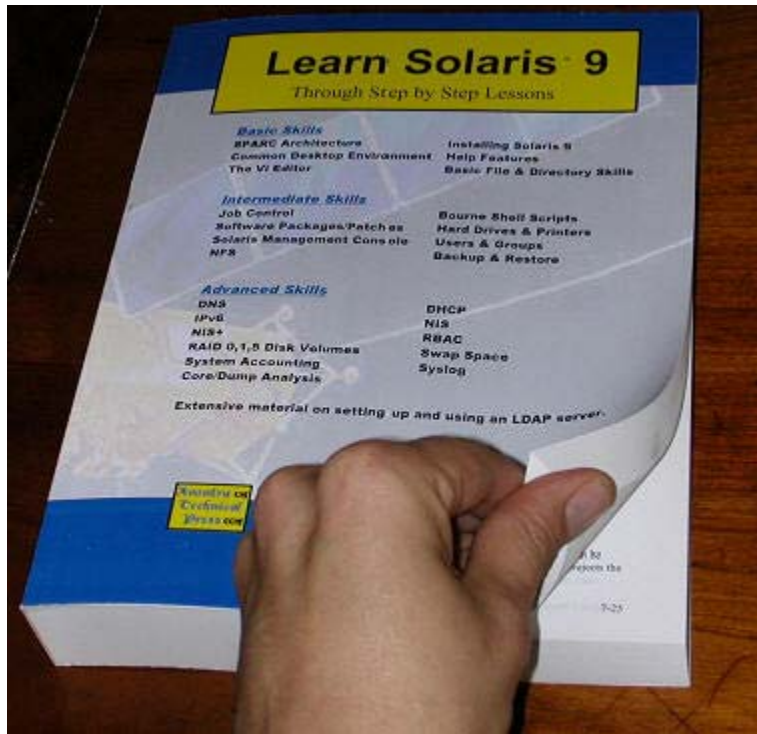 Learn Solaris 9
Through Step by Step Lessons
Basic Skills
SPARC Architecture
Common Desktop Environment
The Vi Editor
Installing Solaris 9
Help Features
Basic File & Directory Skills
Intermediate Skills
Job Control
Software Packages/Patches
Solaris Management Console
NFS
Bourne Shell Scripts
Hard Drives & Printers
Users & Groups
Backup & Restore
Advanced Skills
DNS
IPv6
NIS+
RAID 0,1,5 Disk Volumes
System Accounting
Core/Dump Analysis
DHCP
NIS
RBAC
Swap Space
Syslog
Extensive material on setting up and using an LDAP server.
Technical
Press
the
7-25